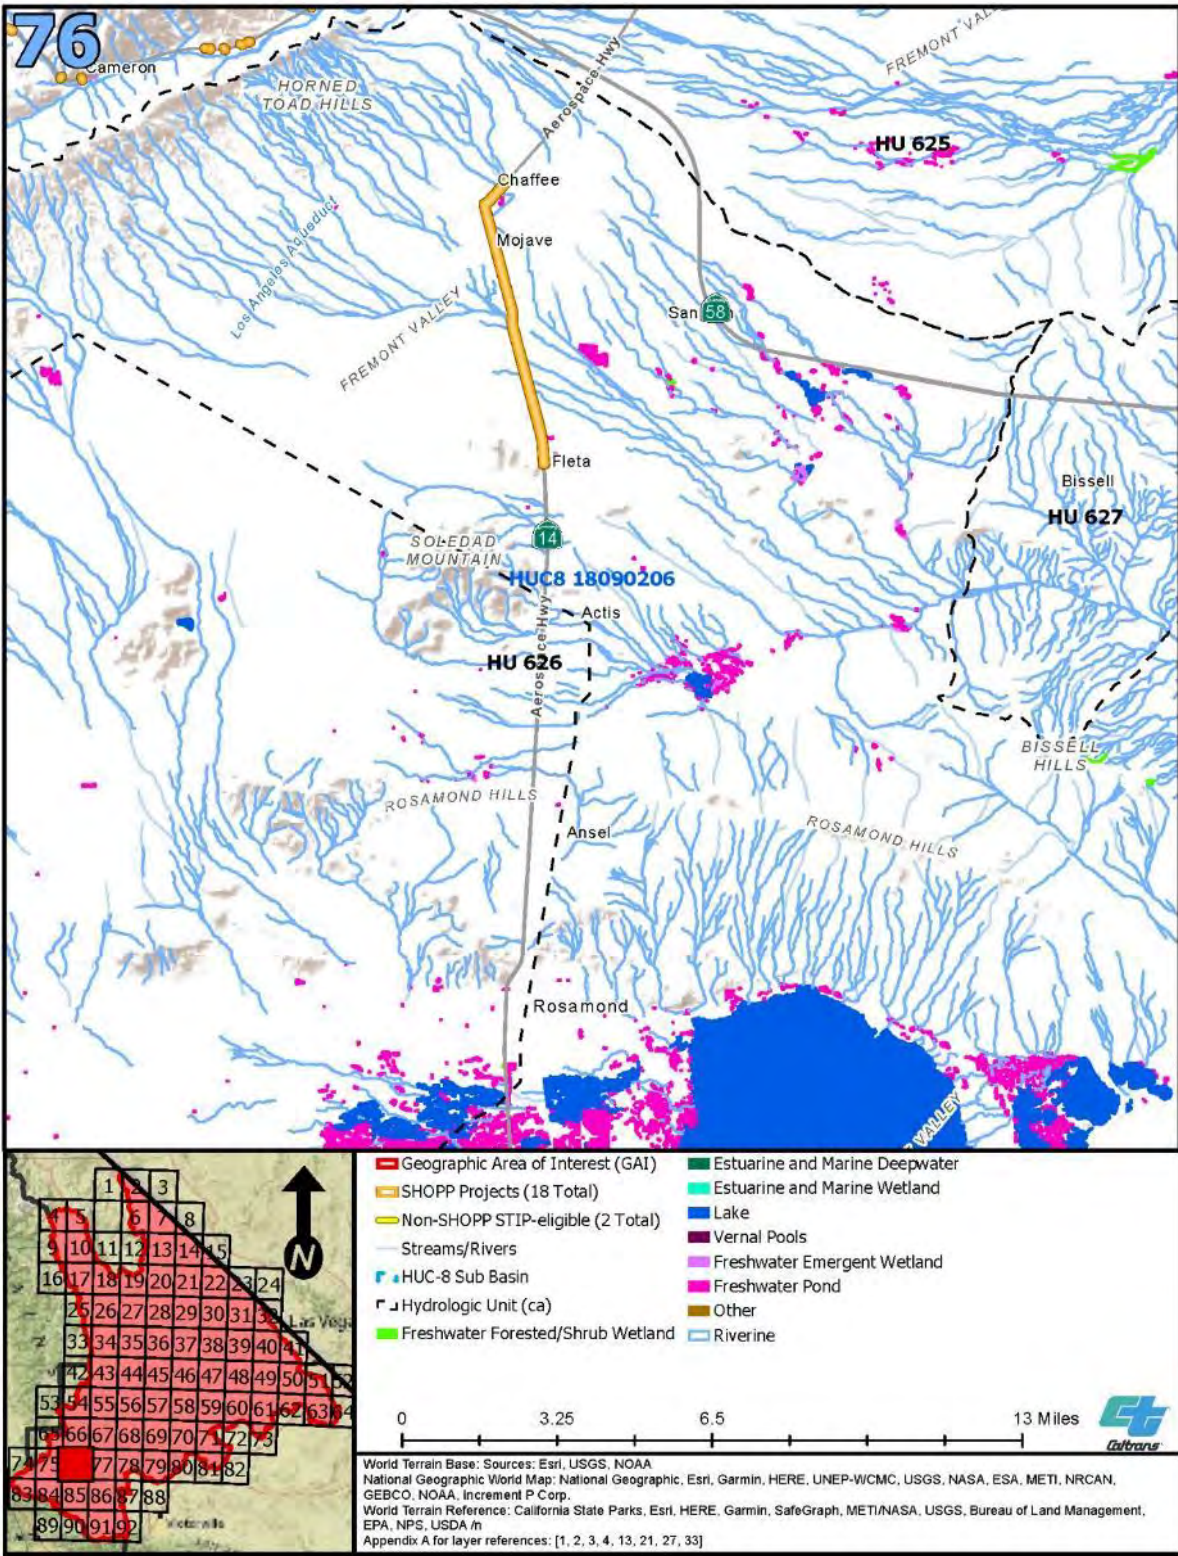 76
Cameron
HORNED
TOAD HILLS
Aerospace Hwy
FREMONT VAL
HU 625
Chaffee
Mojave
Los Angeles Aqueduct
FREMONT VALLEY
58
Fleta
Bissell
HU 627
14
SOLEDAD
MOUNTAIN
HUC8 18090206
Actis
HU 626
Aerospace Hwy
BISSELL
HILLS
ROSAMOND HILLS
Ansel
ROSAMOND HILLS
Rosamond
VALLEY
1 2 3
4 5 6 7 8
9 10 11 12 13 14 15
16 17 18 19 20 21 22 23 24
25 26 27 28 29 30 31 32
Las Vega
33 34 35 36 37 38 39 40 41
42 43 44 45 46 47 48 49 50 51 52
53 54 55 56 57 58 59 60 61 62 63 64
65 66 67 68 69 70 71 72 73
74 75 77 78 79 80 81 82
83 84 85 86 87 88
89 90 91 92
Victorville
N
Geographic Area of Interest (GAI)
SHOPP Projects (18 Total)
Non-SHOPP STIP-eligible (2 Total)
Streams/Rivers
HUC-8 Sub Basin
Hydrologic Unit (ca)
Freshwater Forested/Shrub Wetland
Estuarine and Marine Deepwater
Estuarine and Marine Wetland
Lake
Vernal Pools
Freshwater Emergent Wetland
Freshwater Pond
Other
Riverine
0 3.25 6.5 13 Miles
ct
Caltrans
World Terrain Base: Sources: Esri, USGS, NOAA
National Geographic World Map: National Geographic, Esri, Garmin, HERE, UNEP-WCMC, USGS, NASA, ESA, METI, NRCAN,
GEBCO, NOAA, Increment P Corp.
World Terrain Reference: California State Parks, Esri, HERE, Garmin, SafeGraph, METI/NASA, USGS, Bureau of Land Management,
EPA, NPS, USDA /n
Appendix A for layer references: [1, 2, 3, 4, 13, 21, 27, 33]